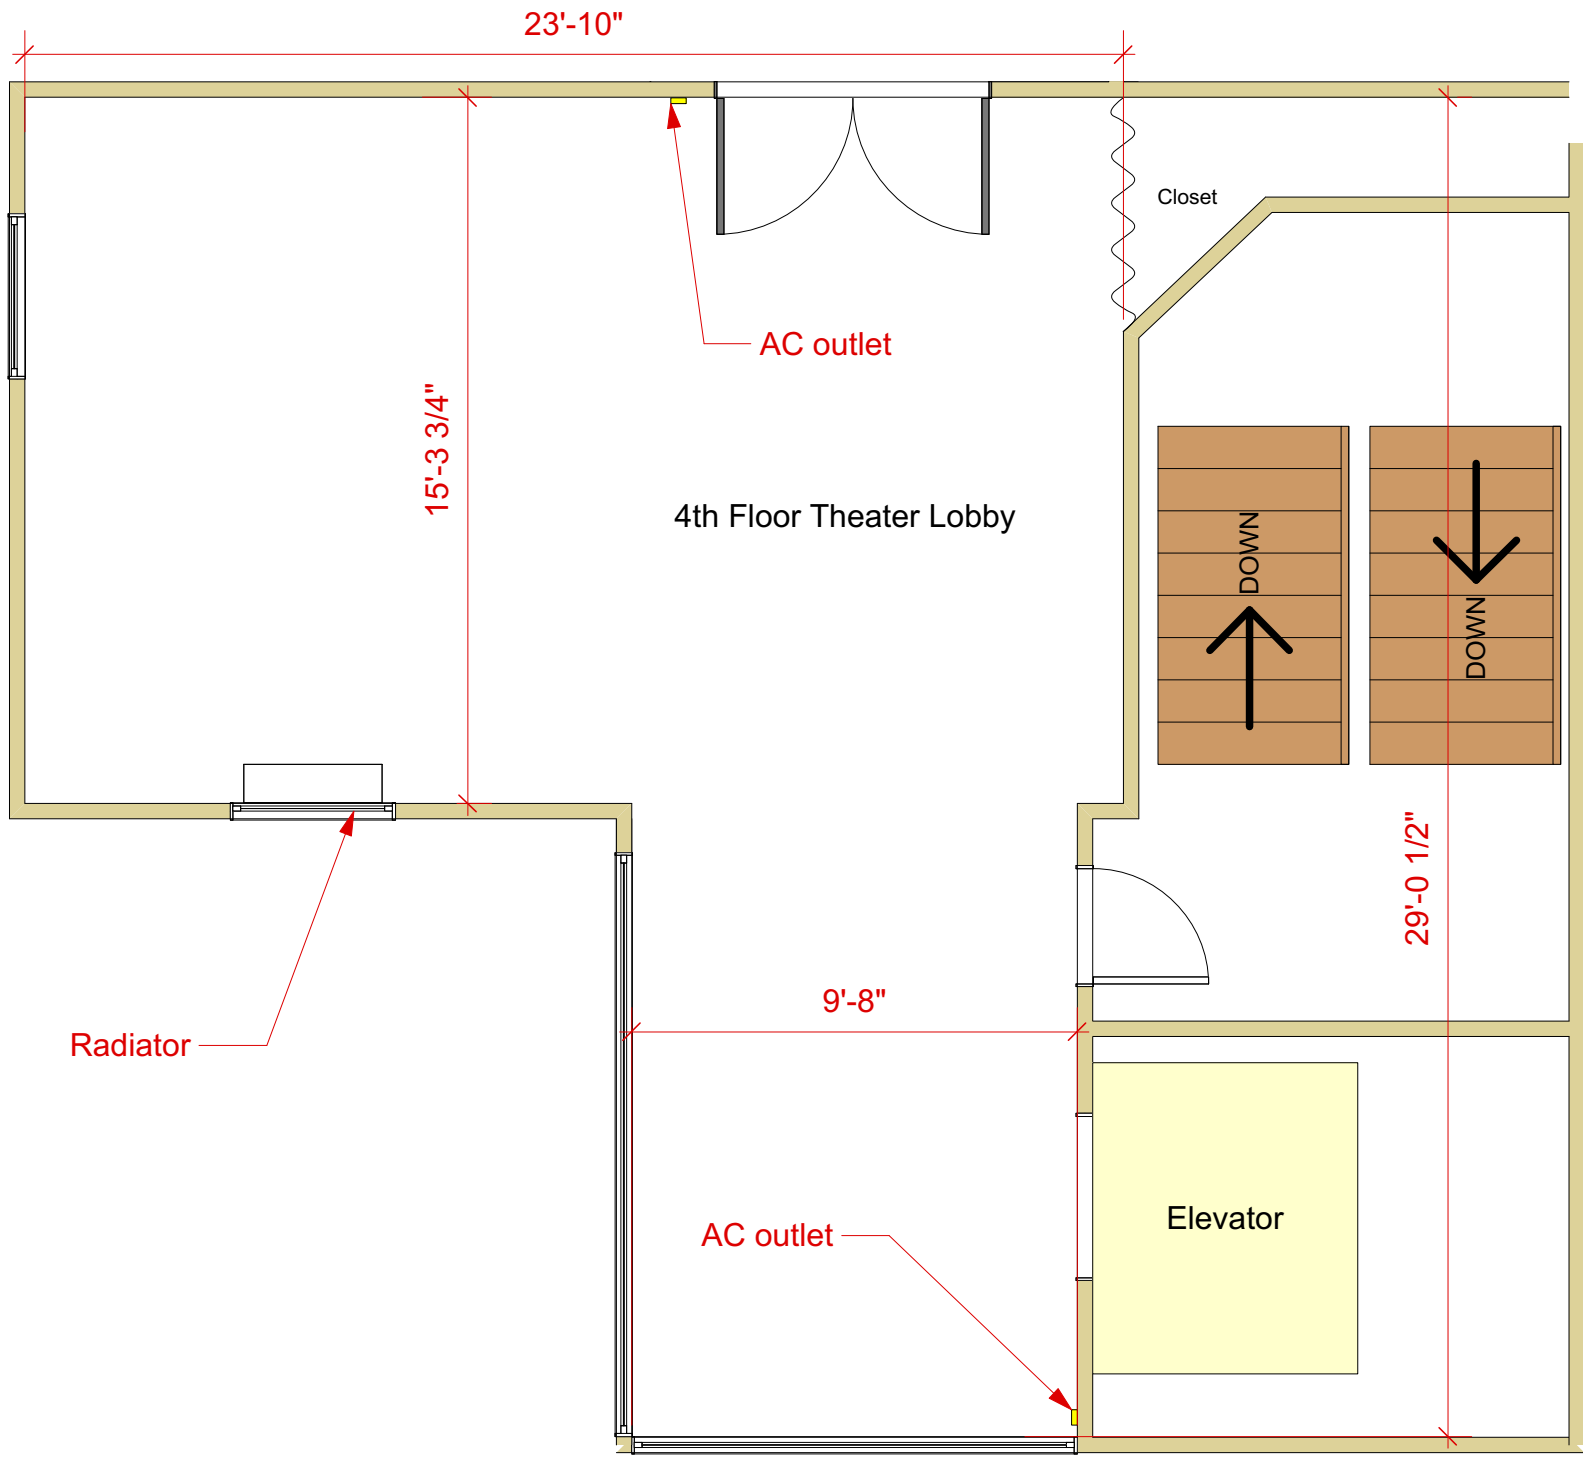 23'-10"
Closet
AC outlet
15'-3 3/4"
4th Floor Theater Lobby
DOWN
DOWN
29'-0 1/2"
9'-8"
Radiator
Elevator
AC outlet